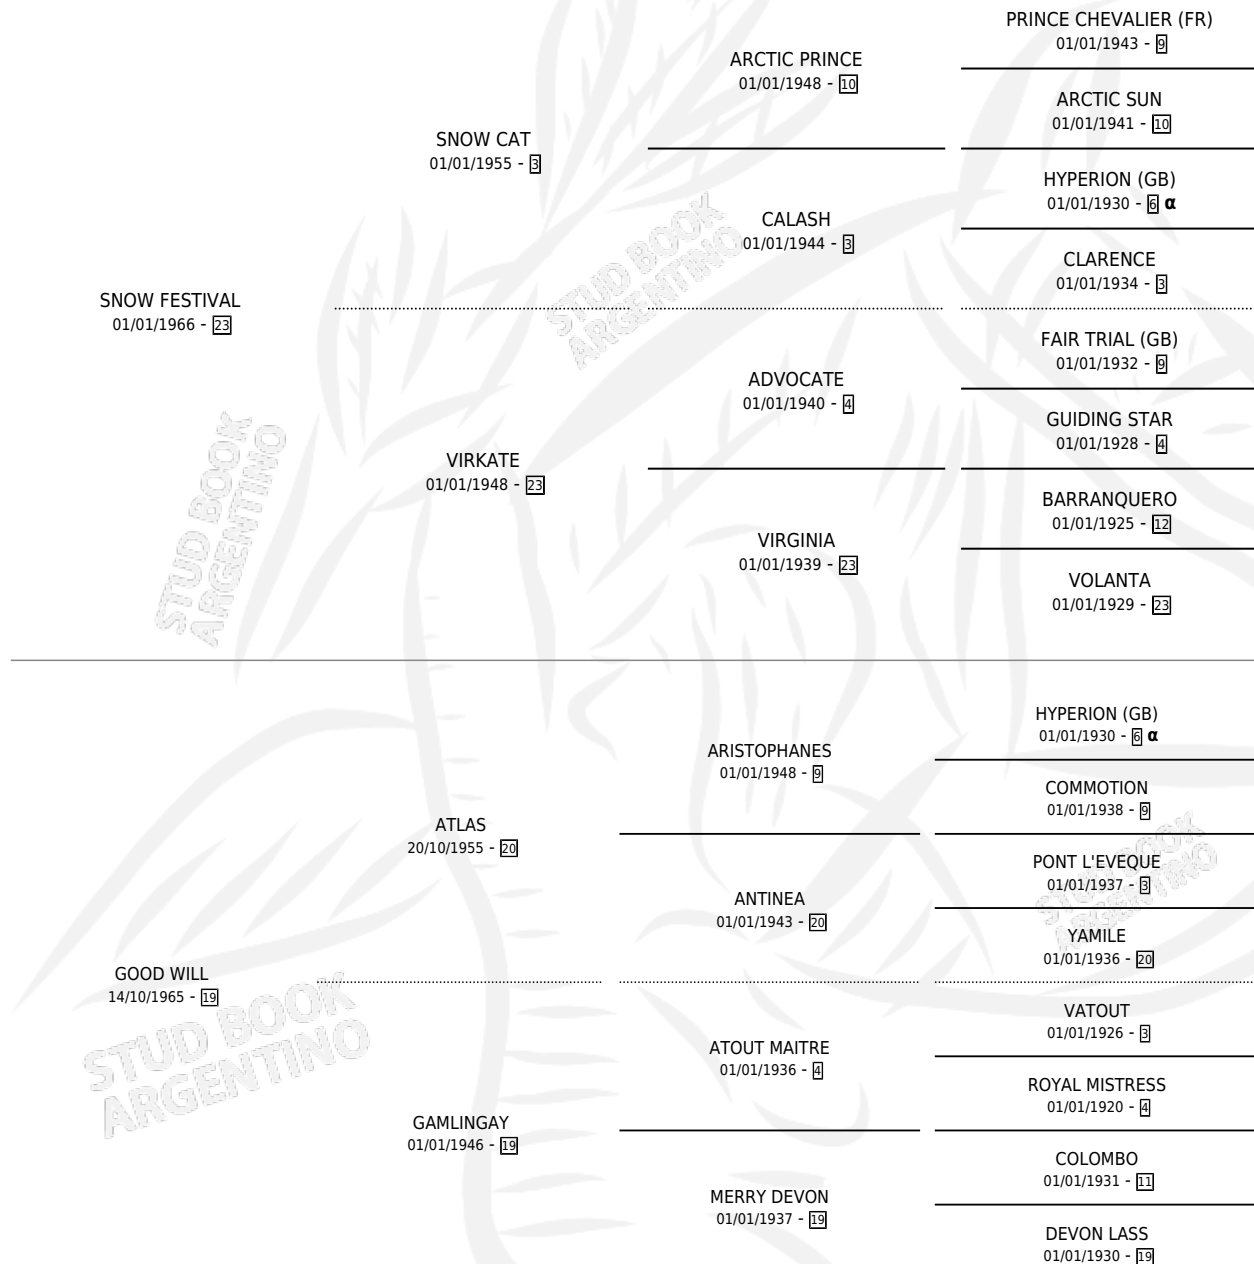 PRINCE CHEVALIER (FR)
01/01/1943 - 9
ARCTIC PRINCE
01/01/1948 - 10
ARCTIC SUN
01/01/1941 - 10
SNOW CAT
01/01/1955 - 3
HYPERION (GB)
01/01/1930 - 6 α
CALASH
01/01/1944 - 3
CLARENCE
01/01/1934 - 3
SNOW FESTIVAL
01/01/1966 - 23
FAIR TRIAL (GB)
01/01/1932 - 9
ADVOCATE
01/01/1940 - 4
GUIDING STAR
01/01/1928 - 4
VIRKATE
01/01/1948 - 23
BARRANQUERO
01/01/1925 - 12
VIRGINIA
01/01/1939 - 23
VOLANTA
01/01/1929 - 23
HYPERION (GB)
01/01/1930 - 6 α
ARISTOPHANES
01/01/1948 - 9
COMMOTION
01/01/1938 - 9
ATLAS
20/10/1955 - 20
PONT L'EVEQUE
01/01/1937 - 3
ANTINEA
01/01/1943 - 20
YAMILE
01/01/1936 - 20
GOOD WILL
14/10/1965 - 19
VATOUT
01/01/1926 - 3
ATOUT MAITRE
01/01/1936 - 4
ROYAL MISTRESS
01/01/1920 - 4
GAMLINGAY
01/01/1946 - 19
COLOMBO
01/01/1931 - 11
MERRY DEVON
01/01/1937 - 19
DEVON LASS
01/01/1930 - 19
STUD BOOK
ARGENTINO
STUD BOOK
ARGENTINO
STUD BOOK
ARGENTINO
STUD BOOK
ARGENTINO